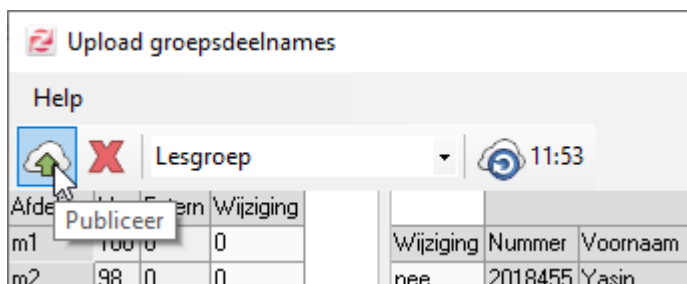 Upload groepsdeelnames
Help
Lesgroep 11:53
Publiceer
Wijziging
m1 0 0
Wijziging Nummer Voornaam
m2 98 0 0
nee 2018455 Yasin